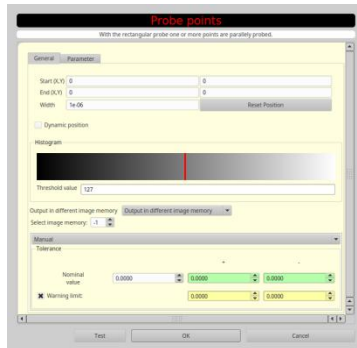 Probe points
With the rectangular probe one or more points are parallely probed.
General Parameter
Start (X,Y) 0 0
End (X,Y) 0 0
Width 1e-06 Reset Position
Dynamic position
Histogram
Threshold value 127
Output in different image memory Output in different image memory
Select image memory: -1
Manual
Tolerance
+ -
Nominal value 0.0000 0.0000 0.0000
Warning limit: 0.0000 0.0000
Test OK Cancel